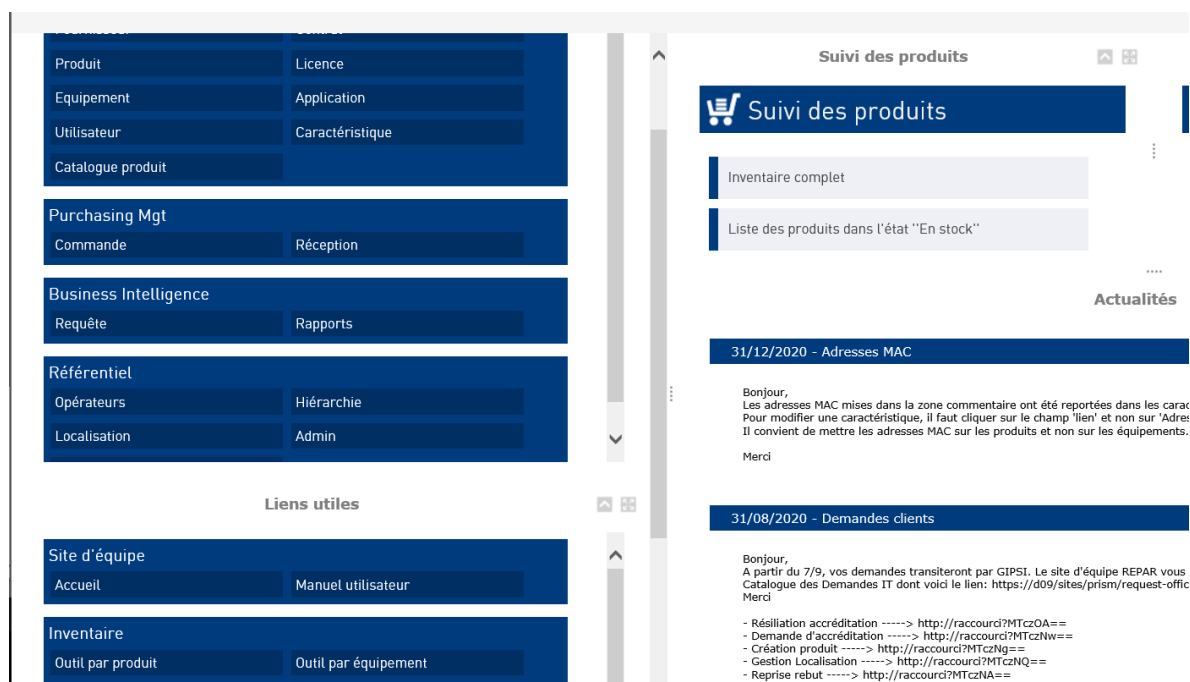 Produit
Licence
Equipement
Application
Utilisateur
Caractéristique
Catalogue produit
Purchasing Mgt
Commande
Réception
Business Intelligence
Requête
Rapports
Référentiel
Opérateurs
Hiérarchie
Localisation
Admin
Liens utiles
Site d'équipe
Accueil
Manuel utilisateur
Inventaire
Outil par produit
Outil par équipement
Suivi des produits
Suivi des produits
Inventaire complet
Liste des produits dans l'état ''En stock''
Actualités
31/12/2020 - Adresses MAC
Bonjour,
Les adresses MAC mises dans la zone commentaire ont été reportées dans les carac
Pour modifier une caractéristique, il faut cliquer sur le champ 'lien' et non sur 'Adres
Il convient de mettre les adresses MAC sur les produits et non sur les équipements.
Merci
31/08/2020 - Demandes clients
Bonjour,
A partir du 7/9, vos demandes transiteront par GIPSI. Le site d'équipe REPAR vous
Catalogue des Demandes IT dont voici le lien: https://d09/sites/prism/request-offic
Merci
- Résiliation accréditation -----> http://raccourci?MTczOA==
- Demande d'accréditation -----> http://raccourci?MTczNw==
- Création produit -----> http://raccourci?MTczNg==
- Gestion Localisation -----> http://raccourci?MTczNQ==
- Reprise rebut -----> http://raccourci?MTczNA==